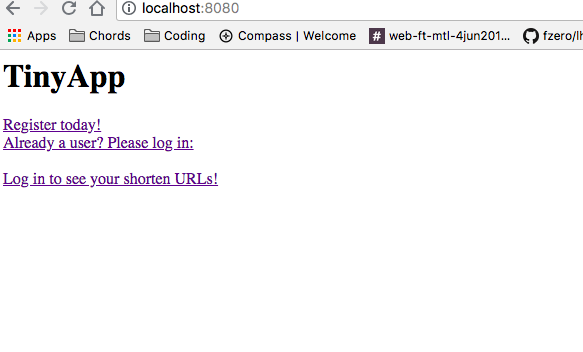 localhost:8080
Apps Chords Coding Compass | Welcome # web-ft-mtl-4jun201... fzero/lh
TinyApp
Register today!
Already a user? Please log in:
Log in to see your shorten URLs!